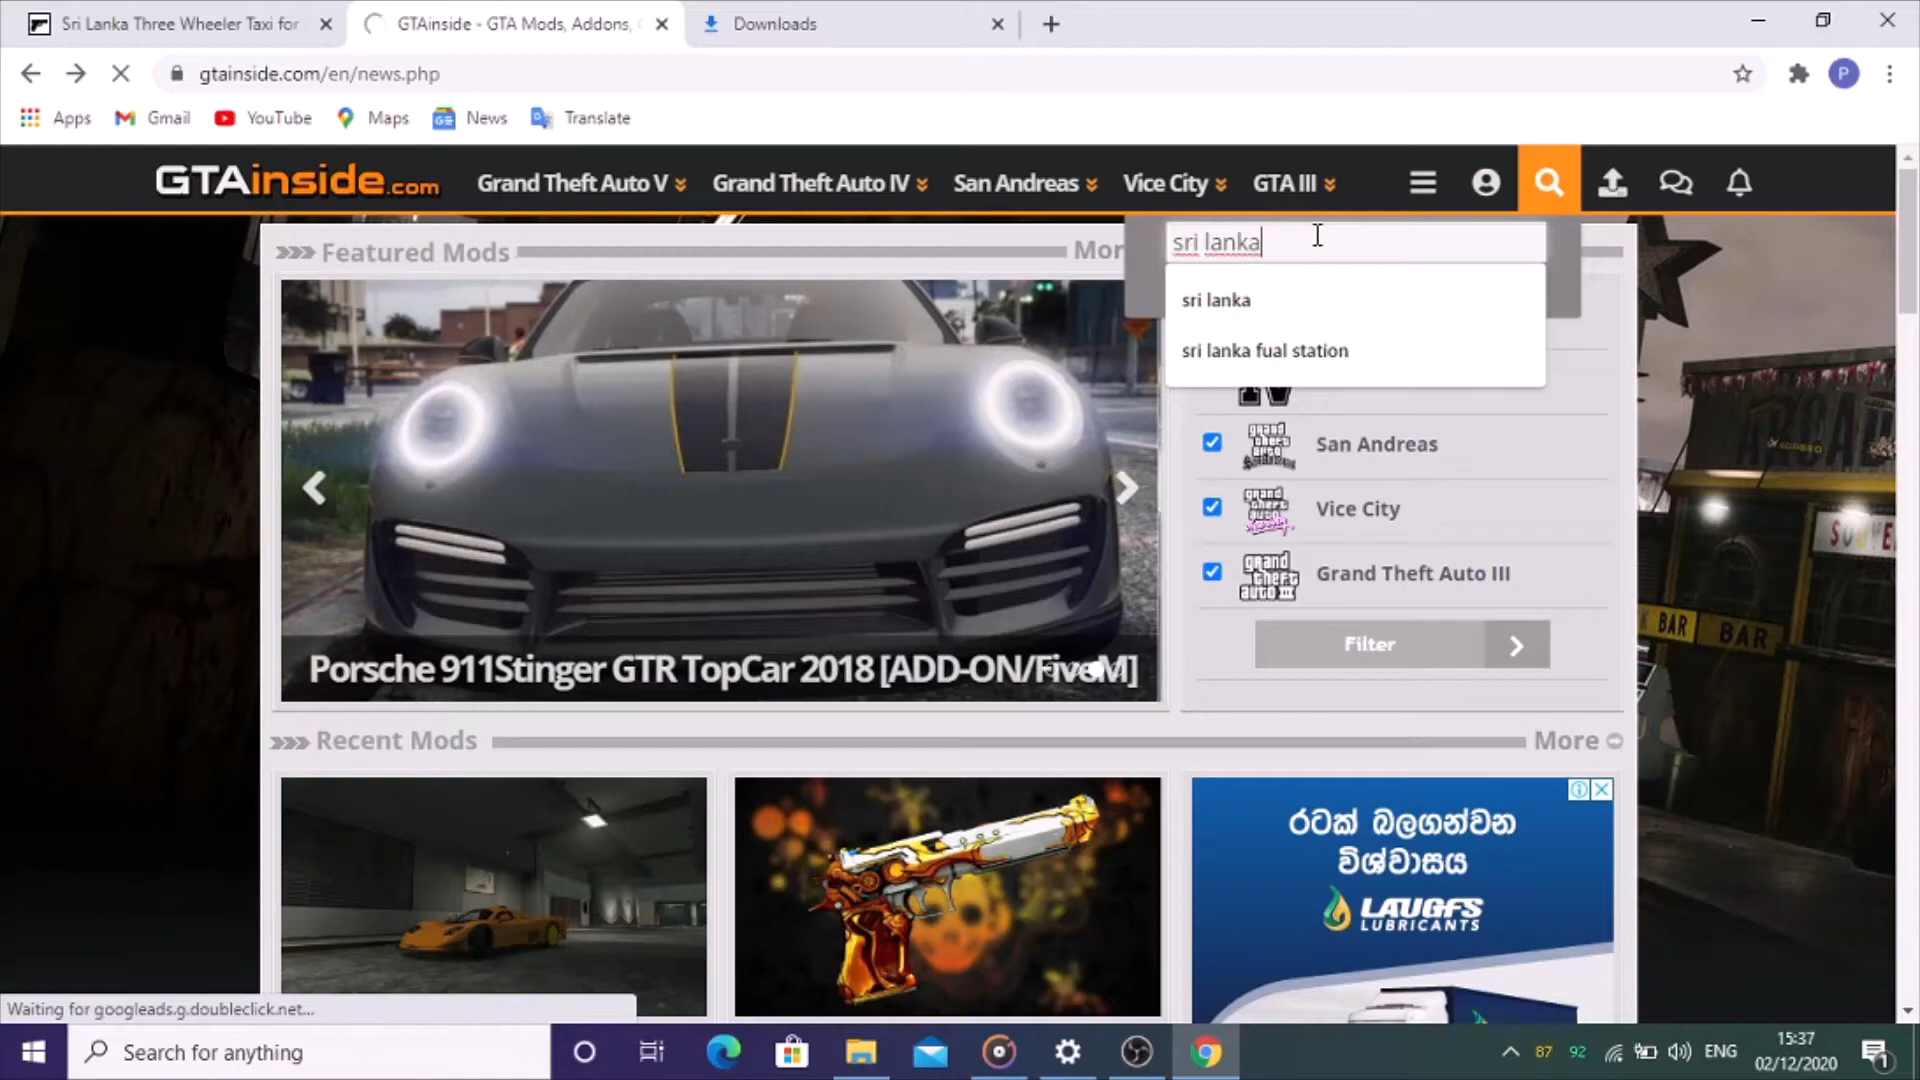 Sri Lanka Three Wheeler Taxi for
GTAinside - GTA Mods, Addons,
Downloads
gtainside.com/en/news.php
Apps
Gmail
YouTube
Maps
News
Translate
GTAinside.com
Grand Theft Auto V
Grand Theft Auto IV
San Andreas
Vice City
GTA III
Featured Mods
Mor
sri lanka
sri lanka
sri lanka fual station
San Andreas
Vice City
Grand Theft Auto III
Filter
Porsche 911Stinger GTR TopCar 2018 [ADD-ON/FiveM]
BAR
BAR
Recent Mods
More
රටක් බලගන්වන
විශ්වාසය
LAUGFS
LUBRICANTS
Waiting for googleads.g.doubleclick.net...
Search for anything
87
92
ENG
15:37
02/12/2020
1